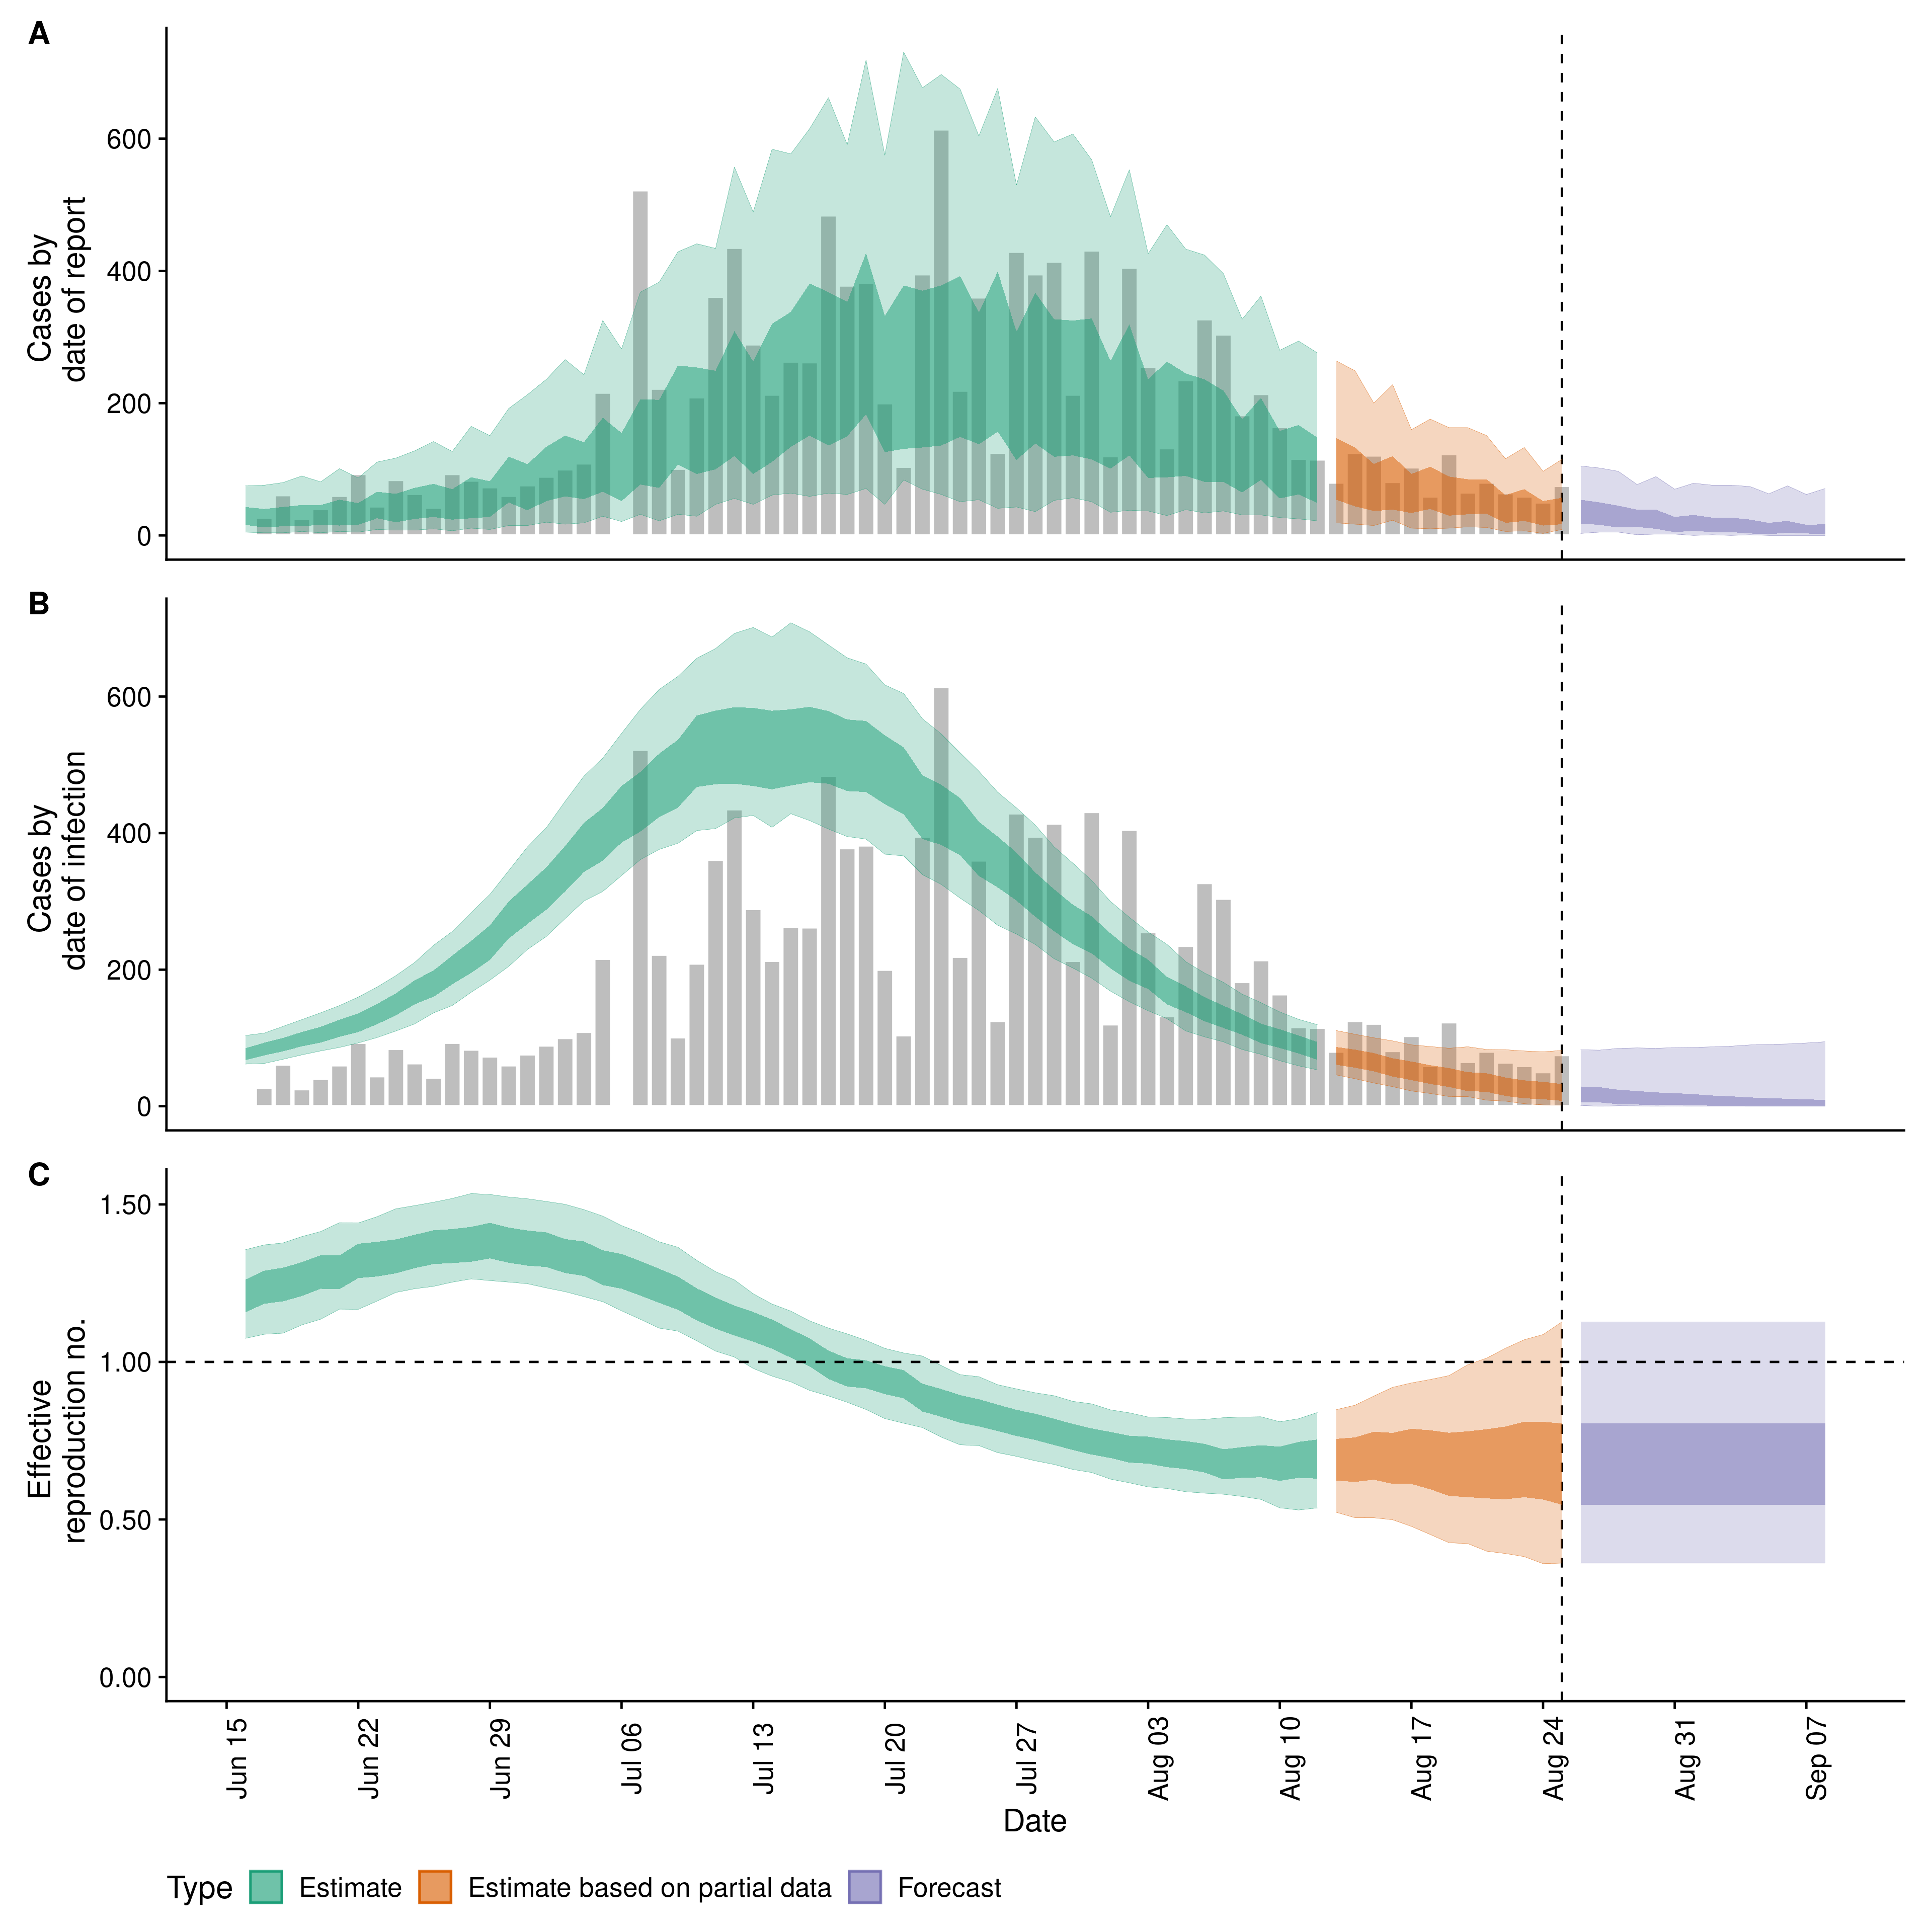 A
Cases by
date of report
600
400
200
0
B
Cases by
date of infection
600
400
200
0
C
Effective
reproduction no.
1.50
1.00
0.50
0.00
Jun 15
Jun 22
Jun 29
Jul 06
Jul 13
Jul 20
Jul 27
Aug 03
Aug 10
Aug 17
Aug 24
Aug 31
Sep 07
Date
Type Estimate Estimate based on partial data Forecast